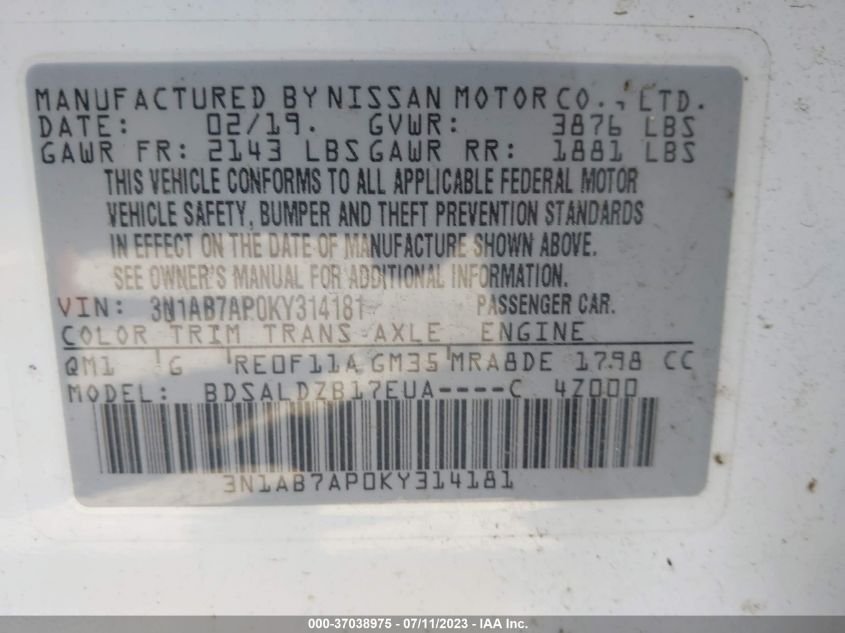 MANUFACTURED BY NISSAN MOTOR CO., LTD.
DATE: 02/19. GVWR: 3876 LBS
GAWR FR: 2143 LBS GAWR RR: 1881 LBS
THIS VEHICLE CONFORMS TO ALL APPLICABLE FEDERAL MOTOR
VEHICLE SAFETY, BUMPER AND THEFT PREVENTION STANDARDS
IN EFFECT ON THE DATE OF MANUFACTURE SHOWN ABOVE.
SEE OWNER'S MANUAL FOR ADDITIONAL INFORMATION.
VIN: 3N1AB7AP0KY314181 PASSENGER CAR.
COLOR TRIM TRANS AXLE ENGINE
QM1 G RE0F11A GM35 MRA8DE 1798 CC
MODEL: BDSALDZB17EUA----C 4Z000
3N1AB7AP0KY314181
000-37038975 - 07/11/2023 - IAA Inc.